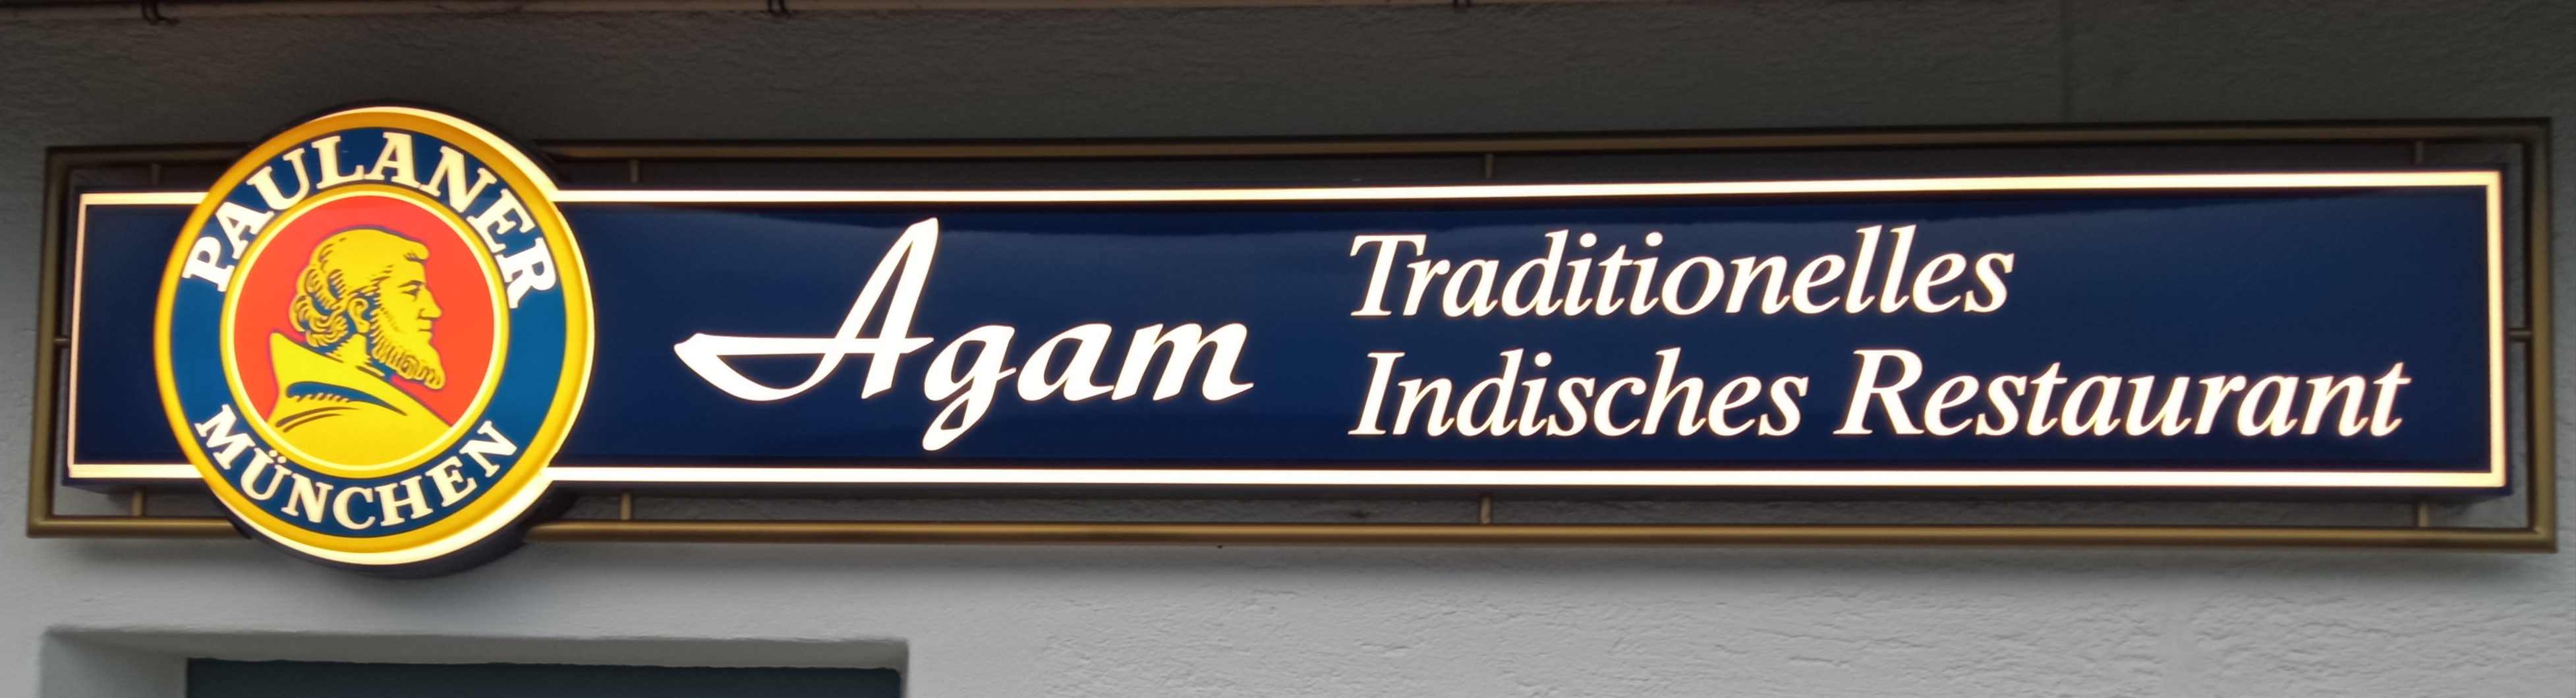 PAULANER
MÜNCHEN
Agam
Traditionelles
Indisches Restaurant